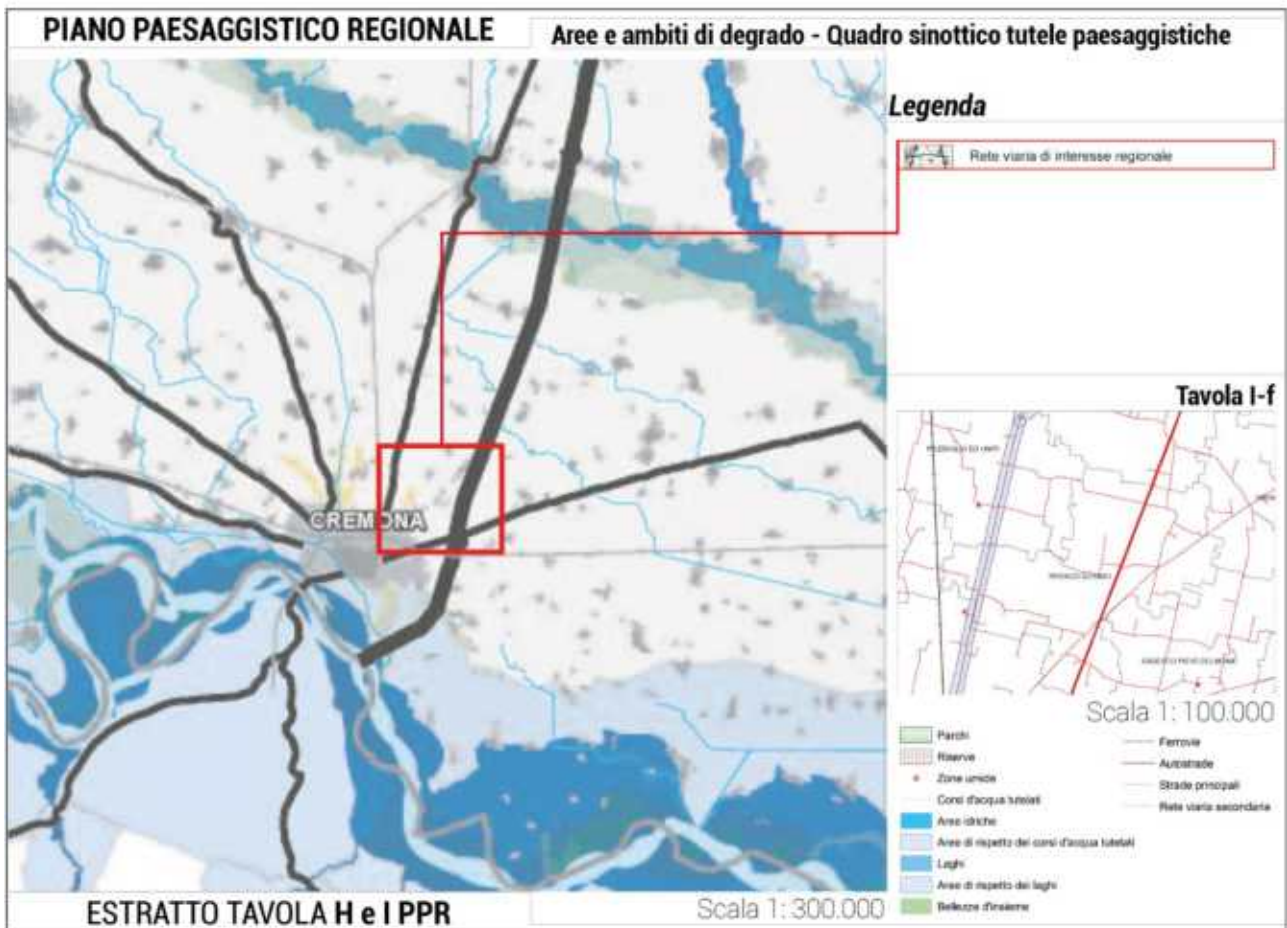 PIANO PAESAGGISTICO REGIONALE
Aree e ambiti di degrado - Quadro sinottico tutele paesaggistiche
Legenda
Rete viaria di interesse regionale
CREMONA
Tavola I-f
Scala 1: 100.000
Parchi
Riserve
Zone umide
Corsi d'acqua tutelati
Aree idriche
Aree di rispetto dei corsi d'acqua tutelati
Laghi
Aree di rispetto dei laghi
Bellezze d'insieme
Ferrovie
Autostrade
Strade principali
Rete viaria secondaria
ESTRATTO TAVOLA H e I PPR
Scala 1: 300.000